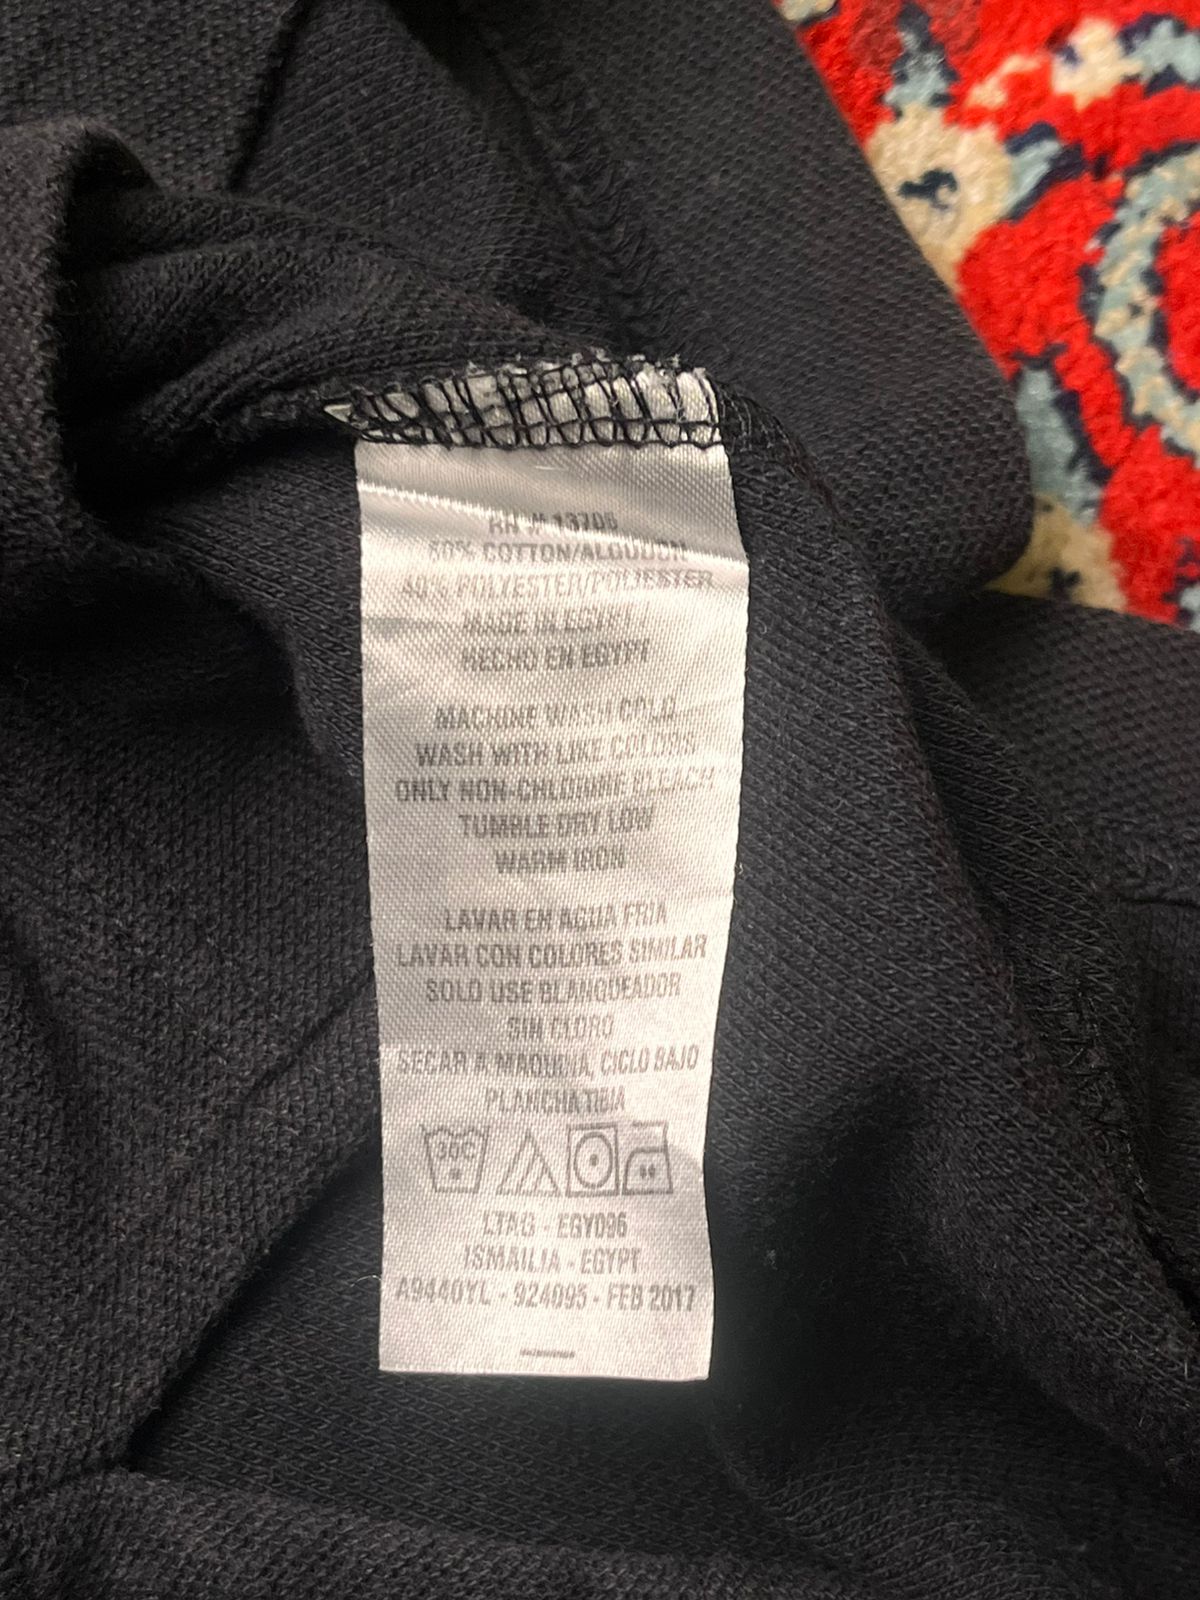 RN # 13706
60% COTTON/ALGODON
40% POLYESTER/POLIESTER
MADE IN EGYPT
HECHO EN EGYPT
MACHINE WASH COLD
WASH WITH LIKE COLORS
ONLY NON-CHLORINE BLEACH
TUMBLE DRY LOW
WARM IRON
LAVAR EN AGUA FRIA
LAVAR CON COLORES SIMILAR
SOLO USE BLANQUEADOR
SIN CLORO
SECAR A MAQUINA, CICLO BAJO
PLANCHA TIBIA
30C
LTAG - EGY096
ISMAILIA - EGYPT
A9440YL - 924095 - FEB 2017